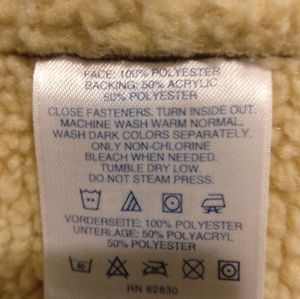 FACE: 100% POLYESTER
BACKING: 50% ACRYLIC
50% POLYESTER
CLOSE FASTENERS. TURN INSIDE OUT.
MACHINE WASH WARM NORMAL.
WASH DARK COLORS SEPARATELY.
ONLY NON-CHLORINE
BLEACH WHEN NEEDED.
TUMBLE DRY LOW.
DO NOT STEAM PRESS.
VORDERSEITE: 100% POLYESTER
UNTERLAGE: 50% POLYACRYL
50% POLYESTER
40
RN 62830